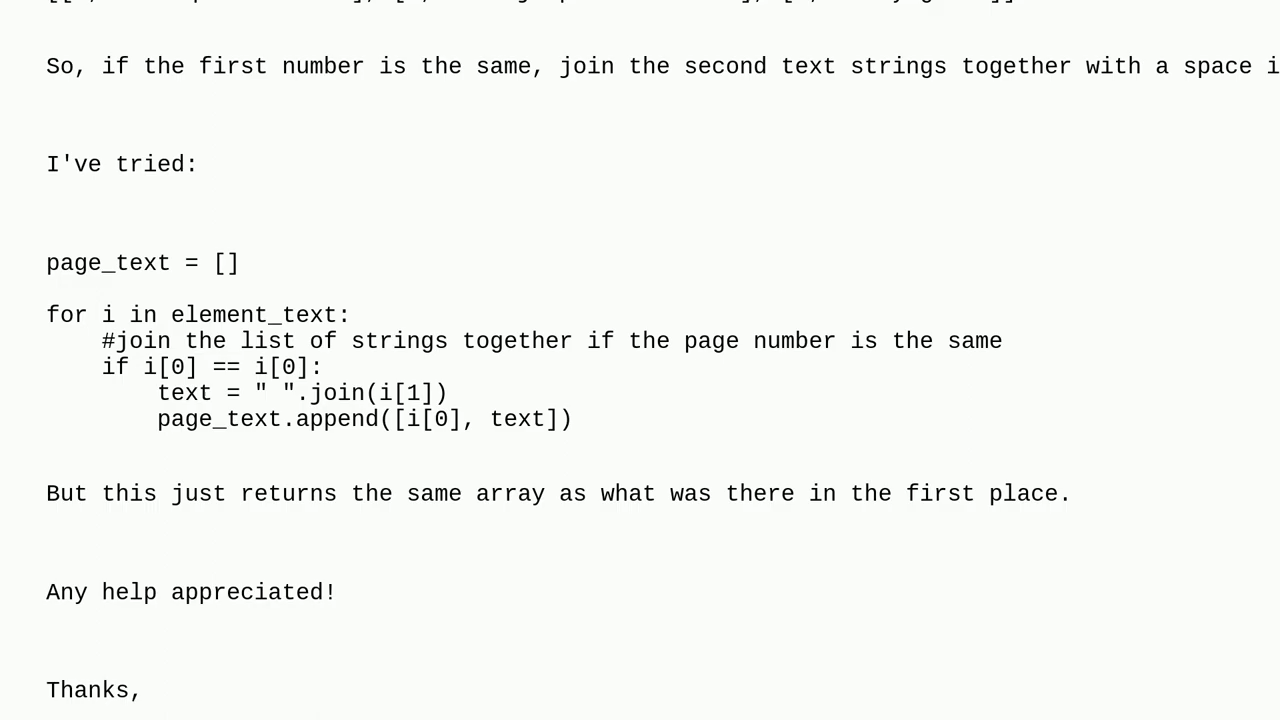 So, if the first number is the same, join the second text strings together with a space
I've tried:
page_text = []
for i in element_text:
    #join the list of strings together if the page number is the same
    if i[0] == i[0]:
        text = " ".join(i[1])
        page_text.append([i[0], text])
But this just returns the same array as what was there in the first place.
Any help appreciated!
Thanks,